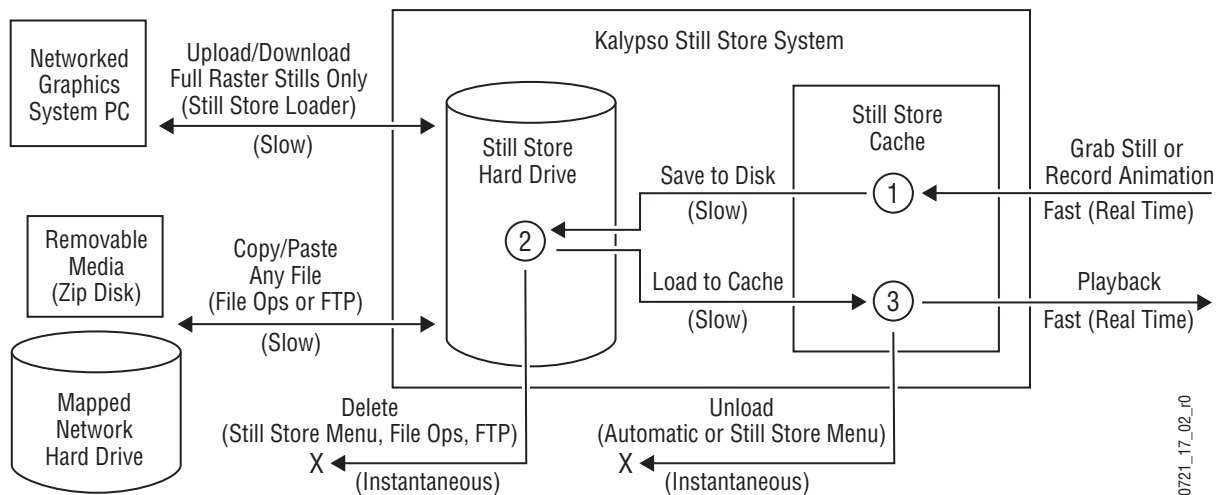 Kalypso Still Store System
Networked
Graphics
System PC
Upload/Download
Full Raster Stills Only
(Still Store Loader)
(Slow)
Still Store
Hard Drive
2
Still Store
Cache
1
Save to Disk
(Slow)
Grab Still or
Record Animation
Fast (Real Time)
Removable
Media
(Zip Disk)
Copy/Paste
Any File
(File Ops or FTP)
(Slow)
Load to Cache
(Slow)
3
Playback
Fast (Real Time)
Mapped
Network
Hard Drive
Delete
(Still Store Menu, File Ops, FTP)
X
(Instantaneous)
Unload
(Automatic or Still Store Menu)
X
(Instantaneous)
0721_17_02_r0